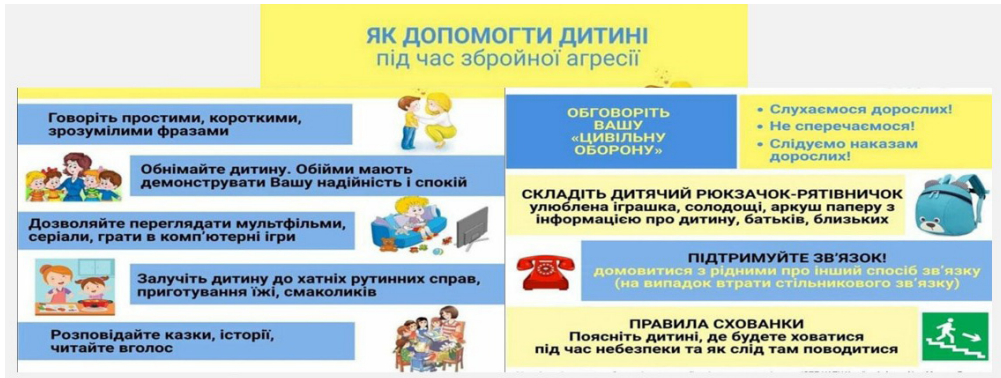 ЯК ДОПОМОГТИ ДИТИНІ
під час збройної агресії
Говоріть простими, короткими,
зрозумілими фразами
Обнімайте дитину. Обійми мають
демонструвати Вашу надійність і спокій
Дозволяйте переглядати мультфільми,
серіали, грати в комп’ютерні ігри
Залучіть дитину до хатніх рутинних справ,
приготування їжі, смаколиків
Розповідайте казки, історії,
читайте вголос
ОБГОВОРІТЬ
ВАШУ
«ЦИВІЛЬНУ
ОБОРОНУ»
• Слухаємося дорослих!
• Не сперечаємося!
• Слідуємо наказам
дорослих!
СКЛАДІТЬ ДИТЯЧИЙ РЮКЗАЧОК-РЯТІВНИЧОК
улюблена іграшка, солодощі, аркуш паперу з
інформацією про дитину, батьків, близьких
ПІДТРИМУЙТЕ ЗВ’ЯЗОК!
домовитися з рідними про інший спосіб зв’язку
(на випадок втрати стільникового зв’язку)
ПРАВИЛА СХОВАНКИ
Поясніть дитині, де будете ховатися
під час небезпеки та як слід там поводитися